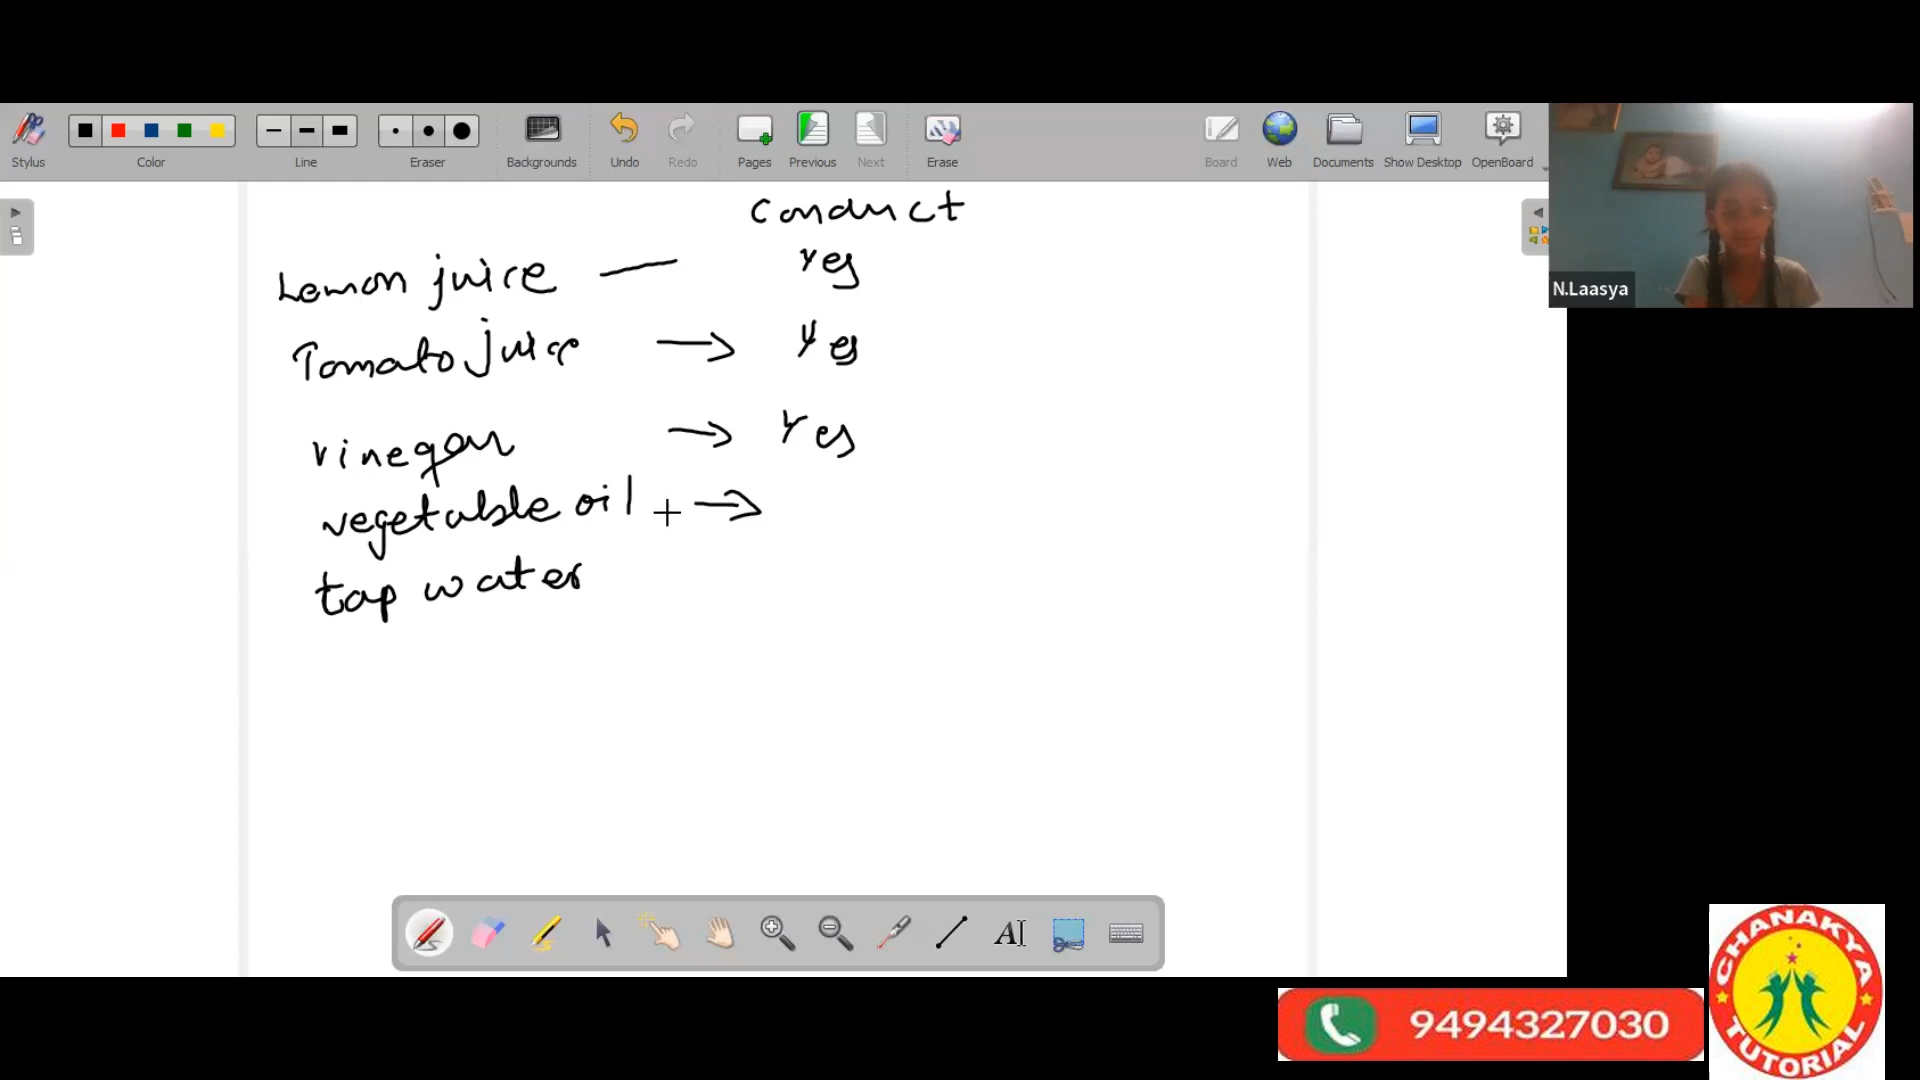 Stylus Color Line Eraser Backgrounds Undo Redo Pages Previous Next Erase Board Web Documents Show Desktop OpenBoard
N.Laasya
Conduct
Lemon juice — Yes
Tomato juice → Yes
vinegar → Yes
vegetable oil →
tap water
9494327030
CHANAKYA
TUTORIAL